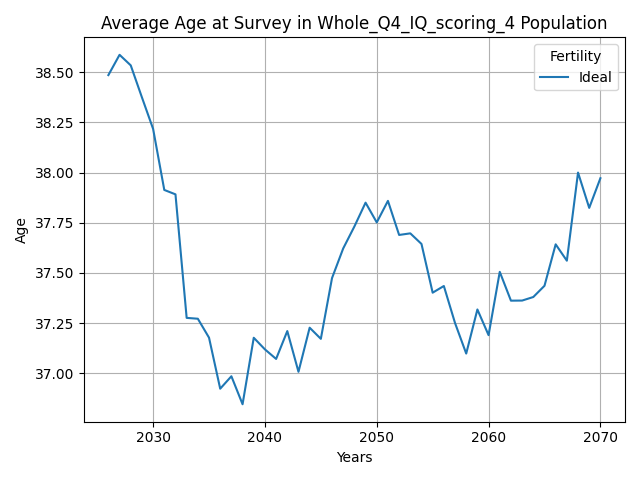 Average Age at Survey in Whole_Q4_IQ_scoring_4 Population
Fertility
Ideal
38.50
38.25
38.00
37.75
37.50
37.25
37.00
Age
2030 2040 2050 2060 2070
Years